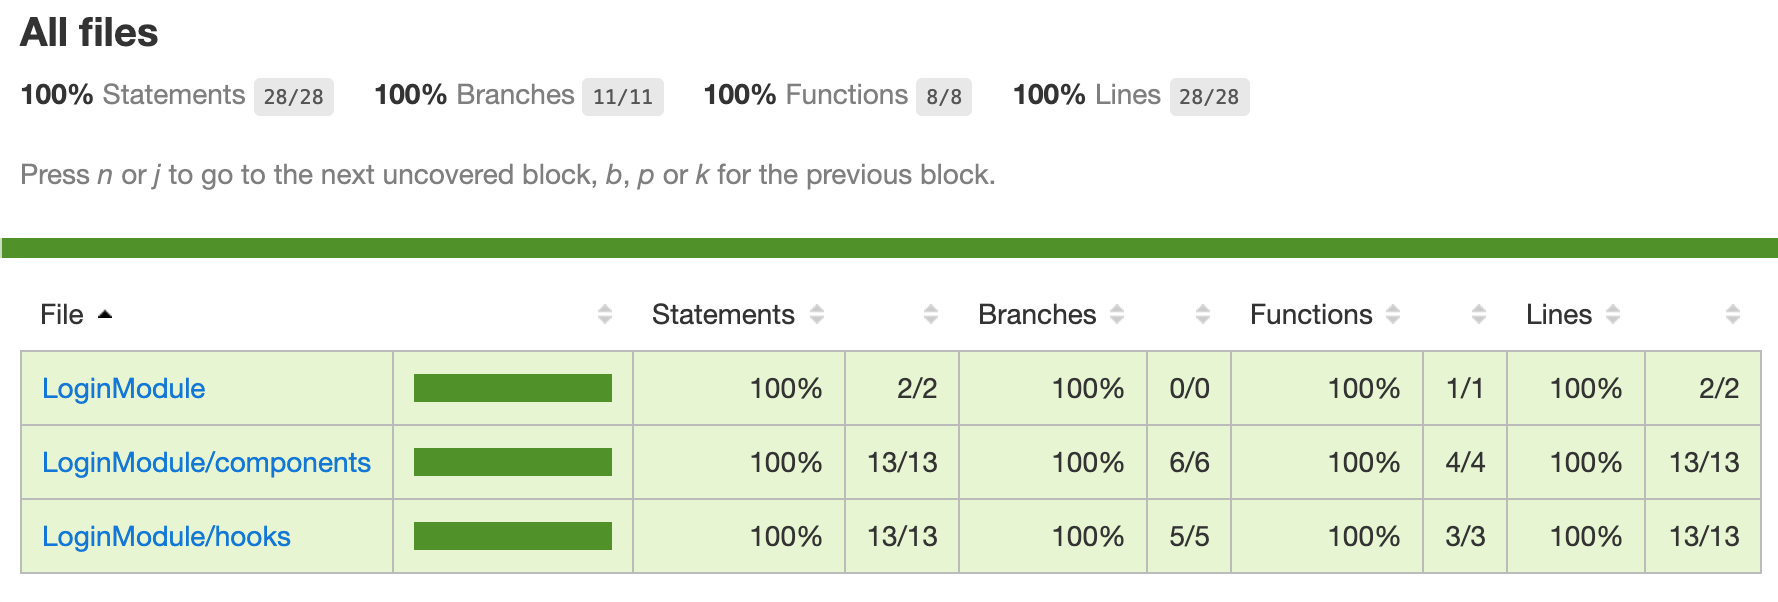 All files
100% Statements 28/28 100% Branches 11/11 100% Functions 8/8 100% Lines 28/28
Press n or j to go to the next uncovered block, b, p or k for the previous block.
File Statements Branches Functions Lines
LoginModule 100% 2/2 100% 0/0 100% 1/1 100% 2/2
LoginModule/components 100% 13/13 100% 6/6 100% 4/4 100% 13/13
LoginModule/hooks 100% 13/13 100% 5/5 100% 3/3 100% 13/13